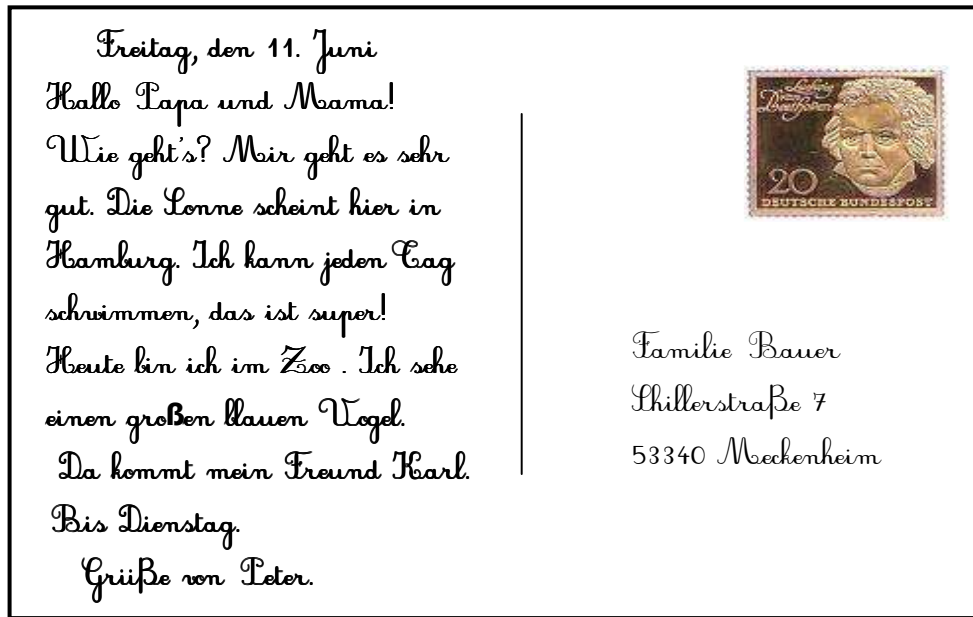 Freitag, den 11. Juni
Hallo Papa und Mama!
Wie geht's? Mir geht es sehr
gut. Die Sonne scheint hier in
Hamburg. Ich kann jeden Tag
schwimmen, das ist super!
Heute bin ich im Zoo . Ich sehe
einen großen blauen Vogel.
Da kommt mein Freund Karl.
Bis Dienstag.
Grüße von Peter.
Ludwig
van
Beethoven
20
DEUTSCHE BUNDESPOST
Familie Bauer
Shillerstraße 7
53340 Meckenheim